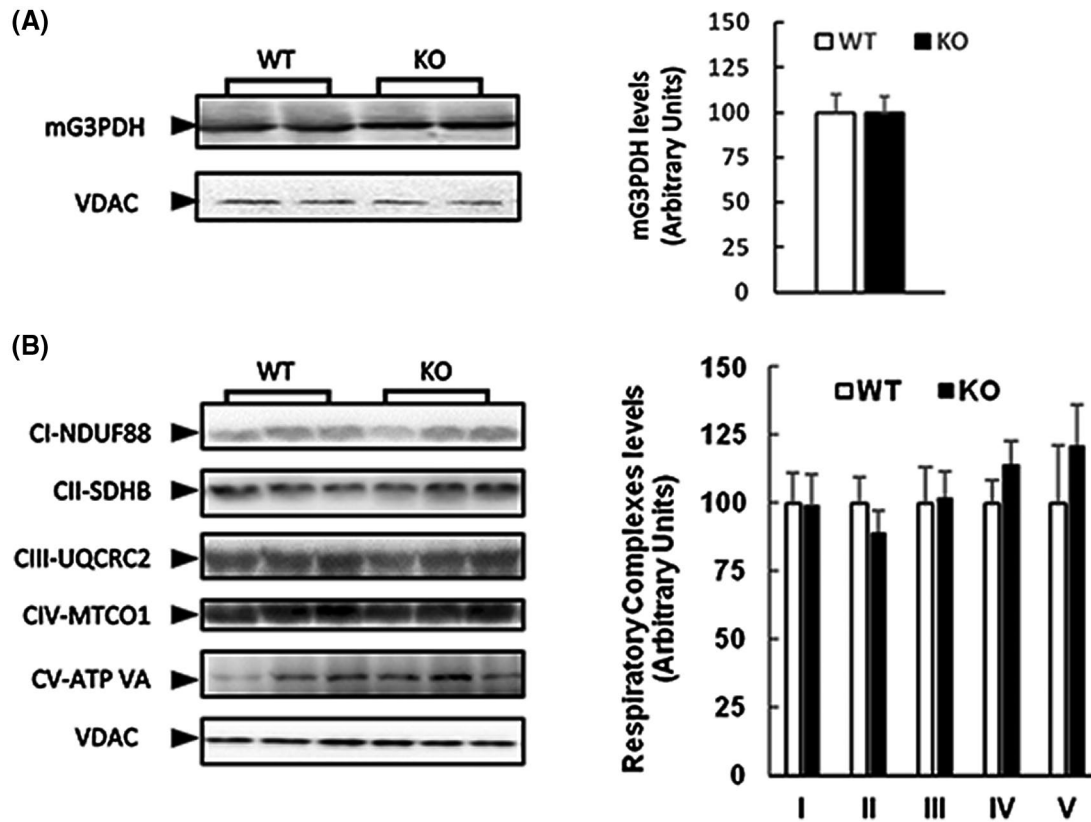 (A)
WT KO
mG3PDH
VDAC
mG3PDH levels
(Arbitrary Units)
150
125
100
75
50
25
0
WT KO
(B)
WT KO
CI-NDUF88
CII-SDHB
CIII-UQCRC2
CIV-MTCO1
CV-ATP VA
VDAC
Respiratory Complexes levels
(Arbitrary Units)
150
125
100
75
50
25
0
WT KO
I II III IV V